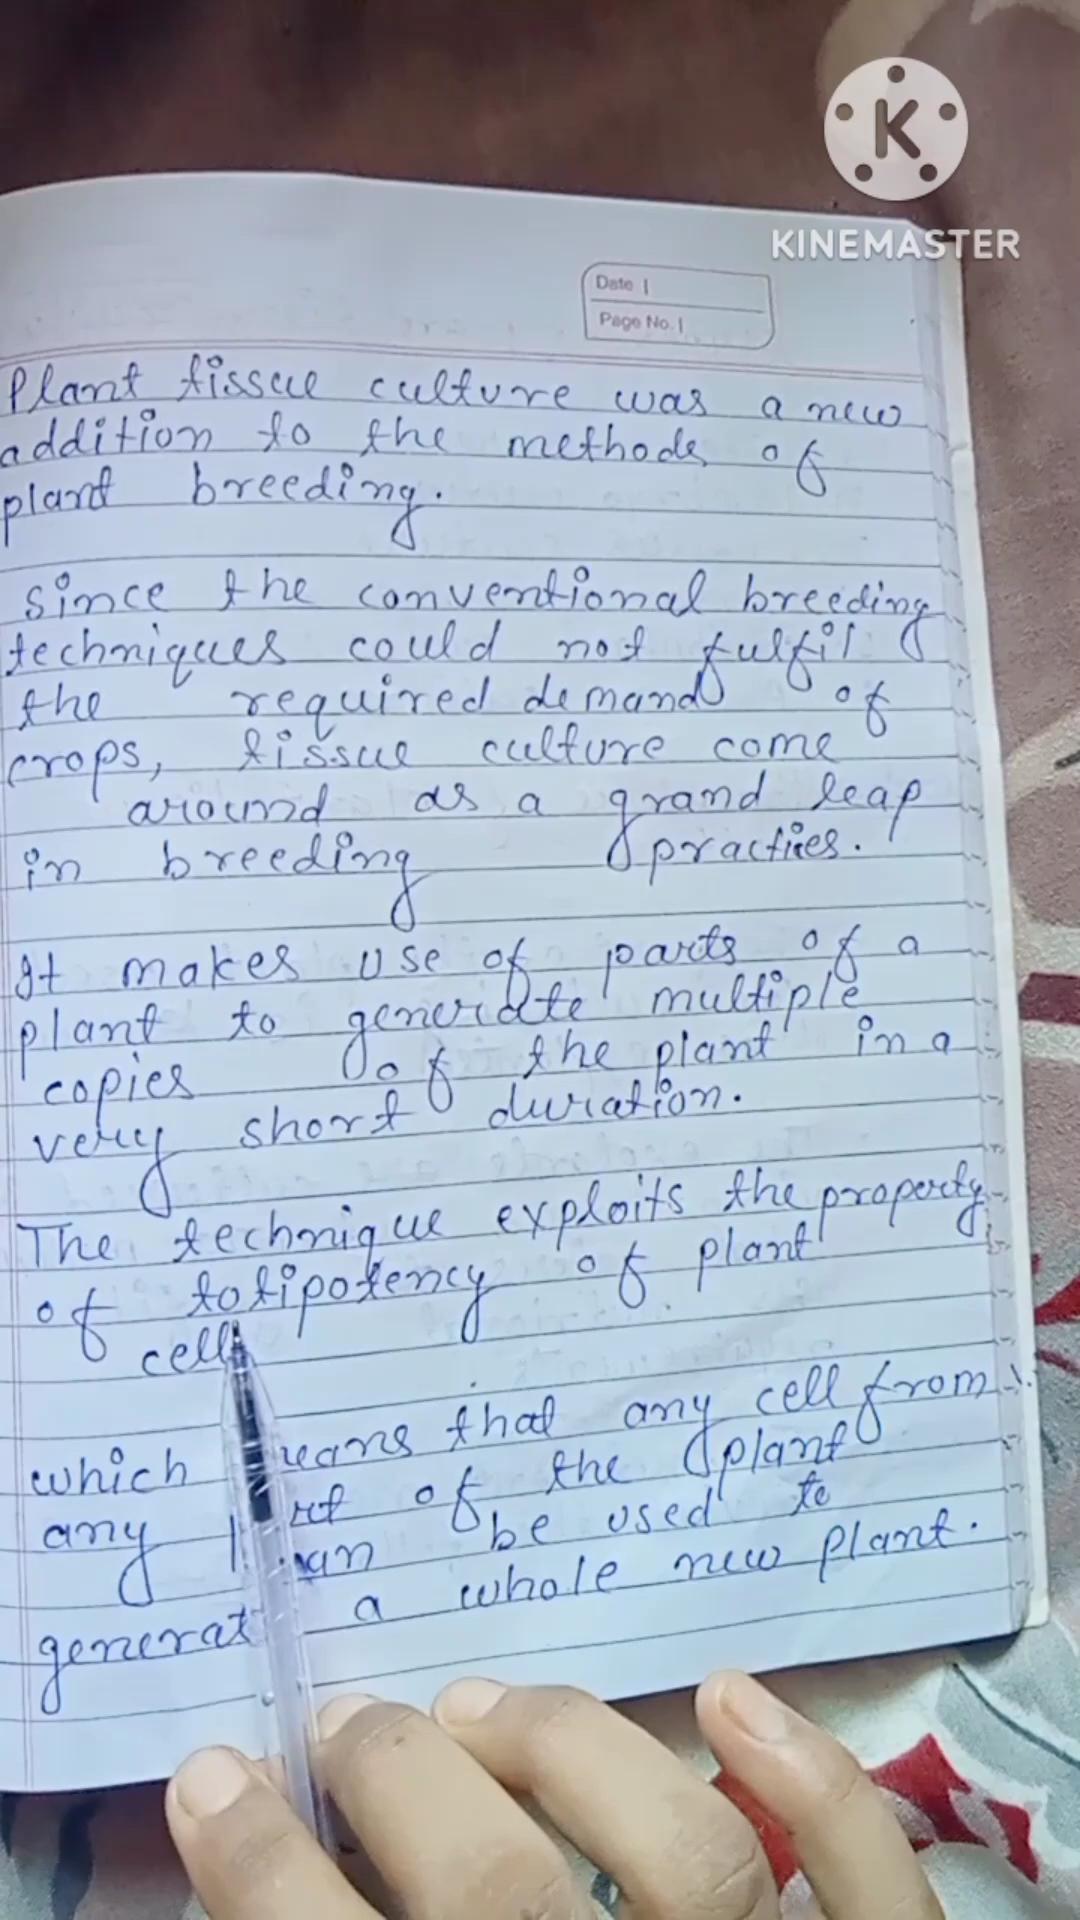 KINEMASTER
Date
Page No.
Plant tissue culture was a new
addition to the methods of
plant breeding.
since the conventional breeding
techniques could not fulfil
the required demand of
crops, tissue culture come
around as a grand leap
in breeding practies.
It makes use of parts of a
plant to generate multiple
copies of the plant in a
very short duration.
The technique exploits the property
of totipotency of plant
cell
which means that any cell from
any of the plant
be used to
a whole new plant.